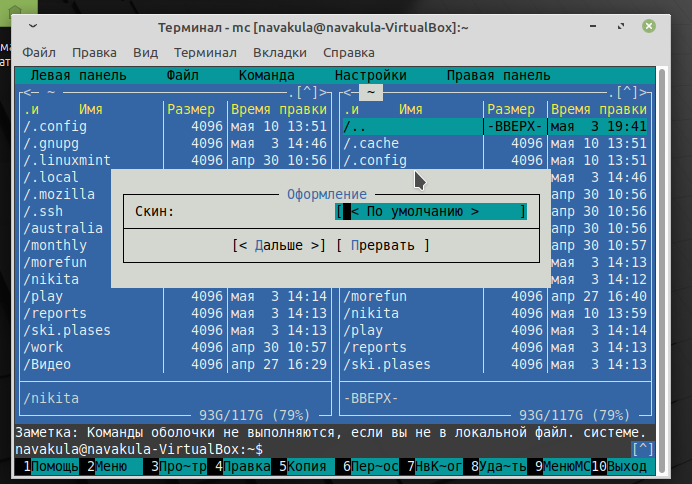 Терминал - mc [navakula@navakula-VirtualBox]:~
Файл Правка Вид Терминал Вкладки Справка
Левая панель Файл Команда Настройки Правая панель
<─ ~ .[^]> <─ ~ .[^]>
.и Имя Размер Время правки .и Имя Размер Время правки
/.config 4096 мая 10 13:51 /.. -ВВЕРХ- мая 3 19:41
/.gnupg 4096 мая 3 14:46 /.cache 4096 мая 10 13:51
/.linuxmint 4096 апр 30 10:56 /.config 4096 мая 10 13:51
/.local мая 3 14:46
/.mozilla апр 30 10:56
Оформление
/.ssh апр 30 10:56
Скин: [ < По умолчанию > ]
/australia апр 30 10:56
/monthly апр 30 10:57
[< Дальше >] [ Прервать ]
/morefun мая 3 14:13
/nikita мая 3 14:12
/play 4096 мая 3 14:14 /morefun 4096 апр 27 16:40
/reports 4096 мая 3 14:13 /nikita 4096 мая 10 13:59
/ski.plases 4096 мая 3 14:13 /play 4096 мая 3 14:14
/work 4096 апр 30 10:57 /reports 4096 мая 3 14:13
/Видео 4096 апр 27 16:29 /ski.plases 4096 мая 3 14:13
/nikita -ВВЕРХ-
93G/117G (79%) 93G/117G (79%)
Заметка: Команды оболочки не выполняются, если вы не в локальной файл. системе.
navakula@navakula-VirtualBox:~$ [^]
1Помощь 2Меню 3Про~тр 4Правка 5Копия 6Пер~ос 7НвК~ог 8Уда~ть 9МенюМС 10Выход